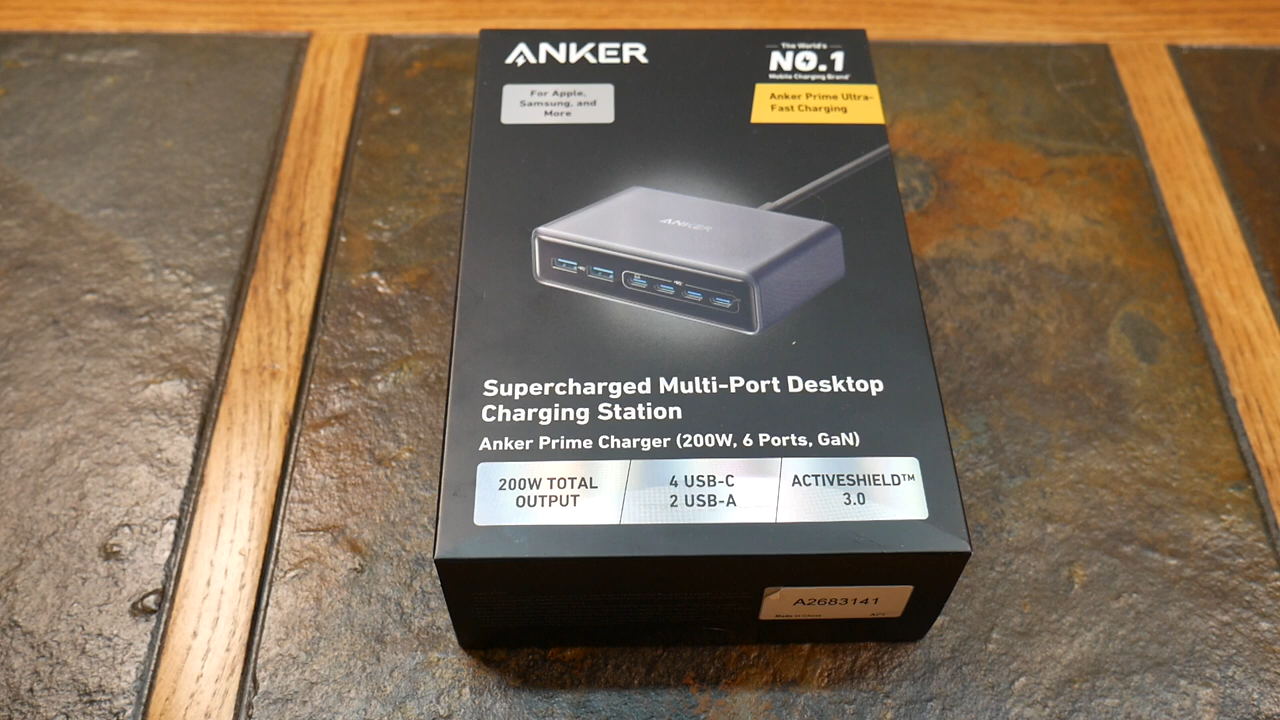 ANKER
The World's
NO.1
Mobile Charging Brand
For Apple,
Samsung, and
More
Anker Prime Ultra-
Fast Charging
ANKER
Supercharged Multi-Port Desktop
Charging Station
Anker Prime Charger (200W, 6 Ports, GaN)
200W TOTAL
OUTPUT
4 USB-C
2 USB-A
ACTIVESHIELD™
3.0
A2683141
Made in China